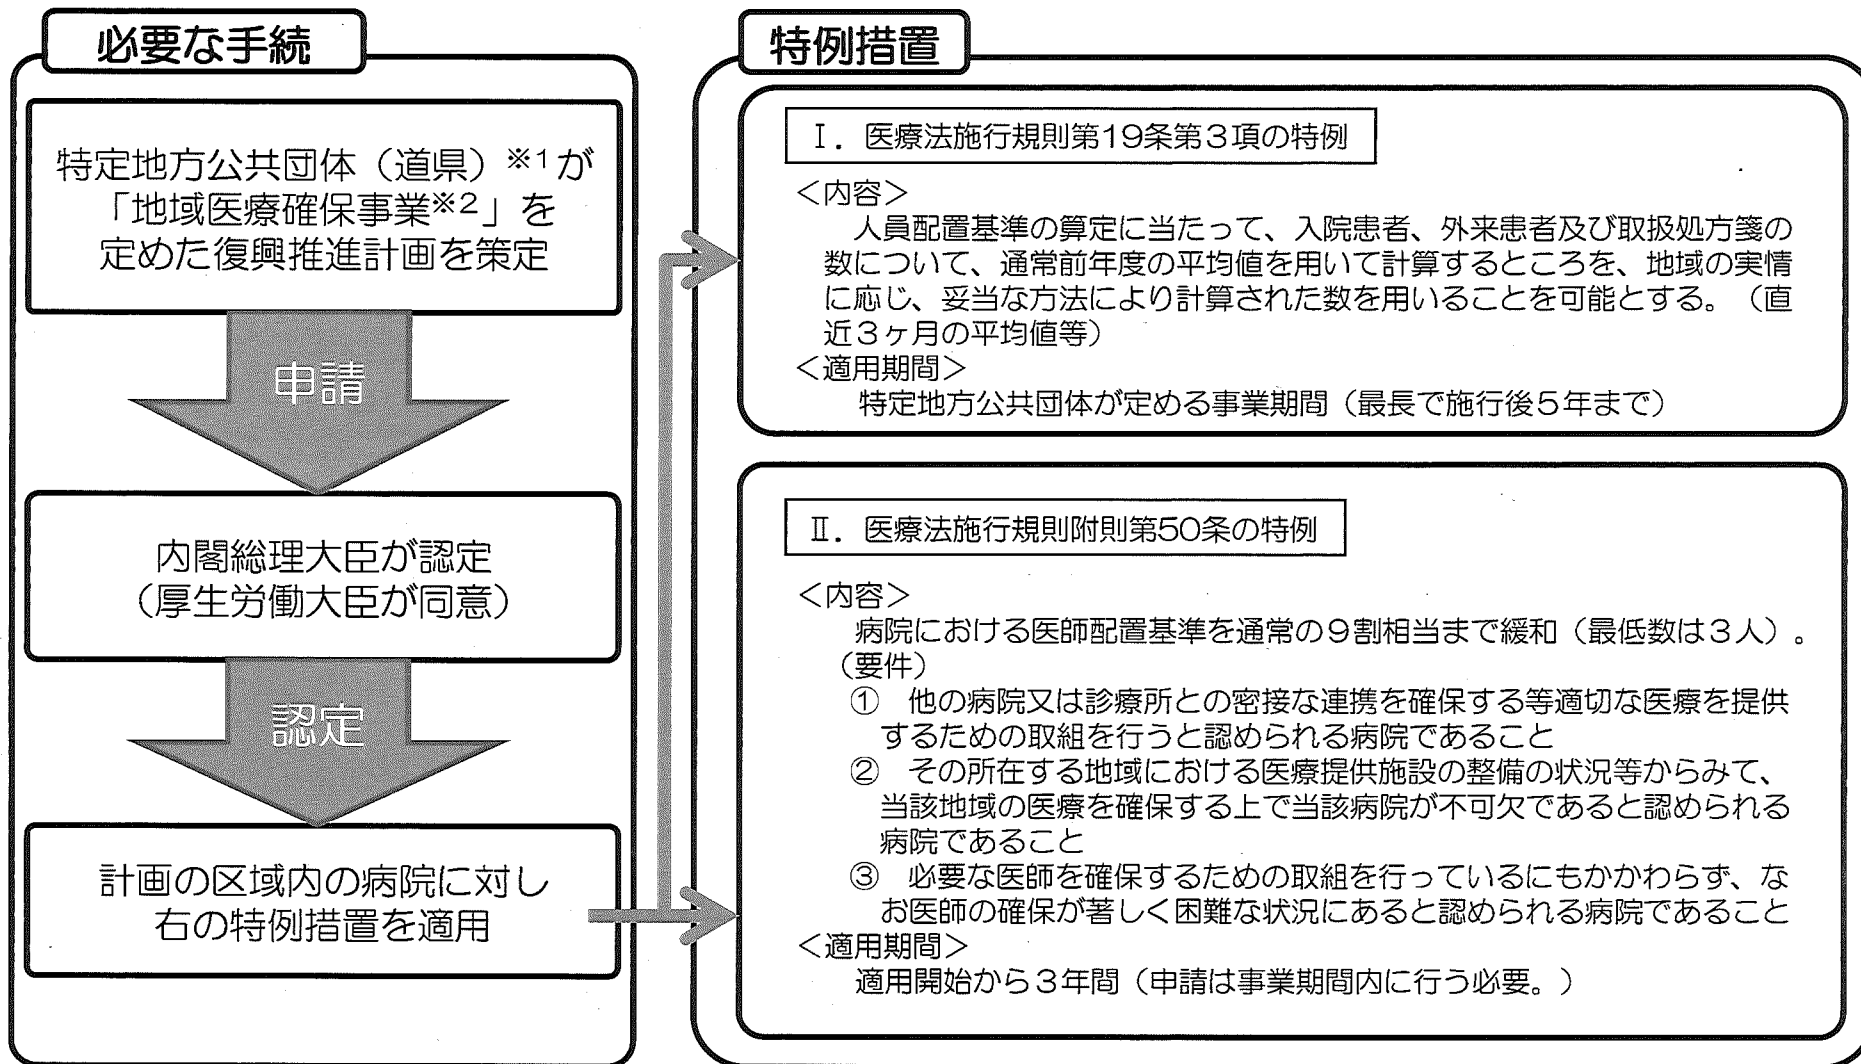 必要な手続
特定地方公共団体（道県）※1が
「地域医療確保事業※2」を
定めた復興推進計画を策定
申請
内閣総理大臣が認定
（厚生労働大臣が同意）
認定
計画の区域内の病院に対し
右の特例措置を適用
特例措置
Ⅰ．医療法施行規則第19条第３項の特例
＜内容＞
人員配置基準の算定に当たって、入院患者、外来患者及び取扱処方箋の
数について、通常前年度の平均値を用いて計算するところを、地域の実情
に応じ、妥当な方法により計算された数を用いることを可能とする。（直
近３ヶ月の平均値等）
＜適用期間＞
特定地方公共団体が定める事業期間（最長で施行後５年まで）
Ⅱ．医療法施行規則附則第50条の特例
＜内容＞
病院における医師配置基準を通常の９割相当まで緩和（最低数は３人）。
（要件）
①　他の病院又は診療所との密接な連携を確保する等適切な医療を提供
するための取組を行うと認められる病院であること
②　その所在する地域における医療提供施設の整備の状況等からみて、
当該地域の医療を確保する上で当該病院が不可欠であると認められる
病院であること
③　必要な医師を確保するための取組を行っているにもかかわらず、な
お医師の確保が著しく困難な状況にあると認められる病院であること
＜適用期間＞
適用開始から３年間（申請は事業期間内に行う必要。）